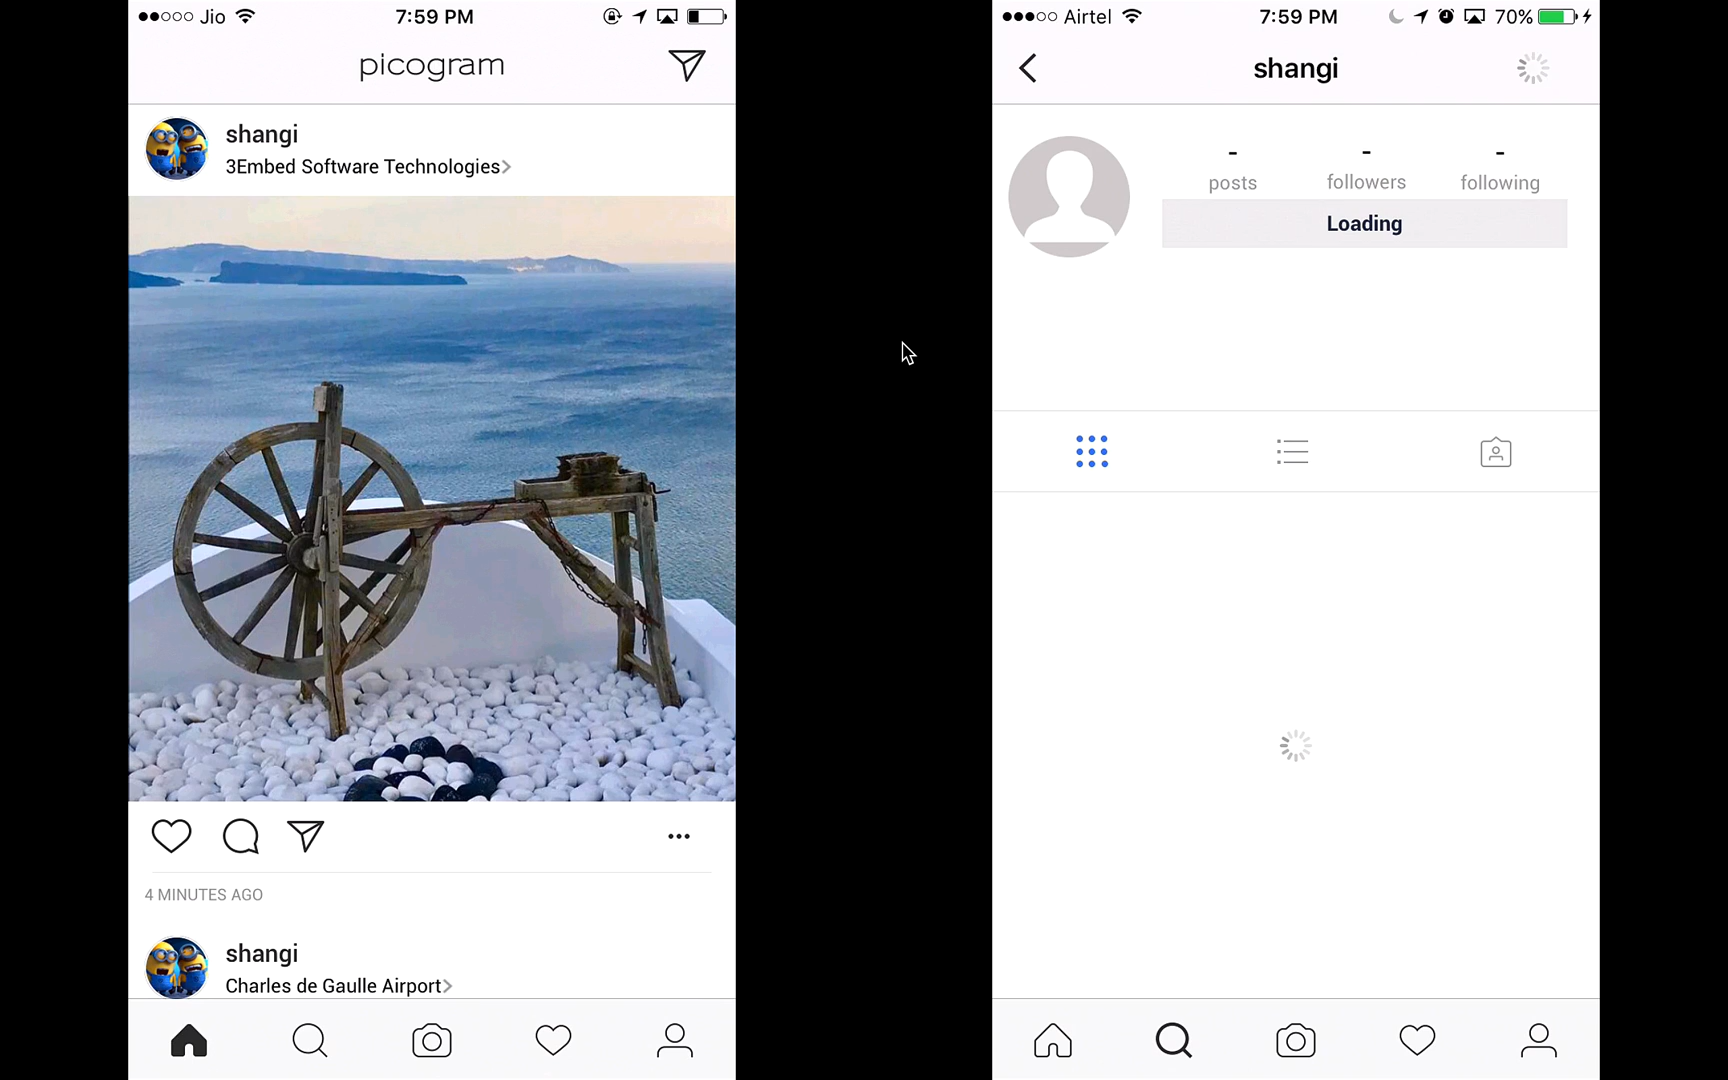 Jio
7:59 PM
picogram
shangi
3Embed Software Technologies>
4 MINUTES AGO
shangi
Charles de Gaulle Airport>
Airtel
7:59 PM
70%
shangi
- - -
posts followers following
Loading